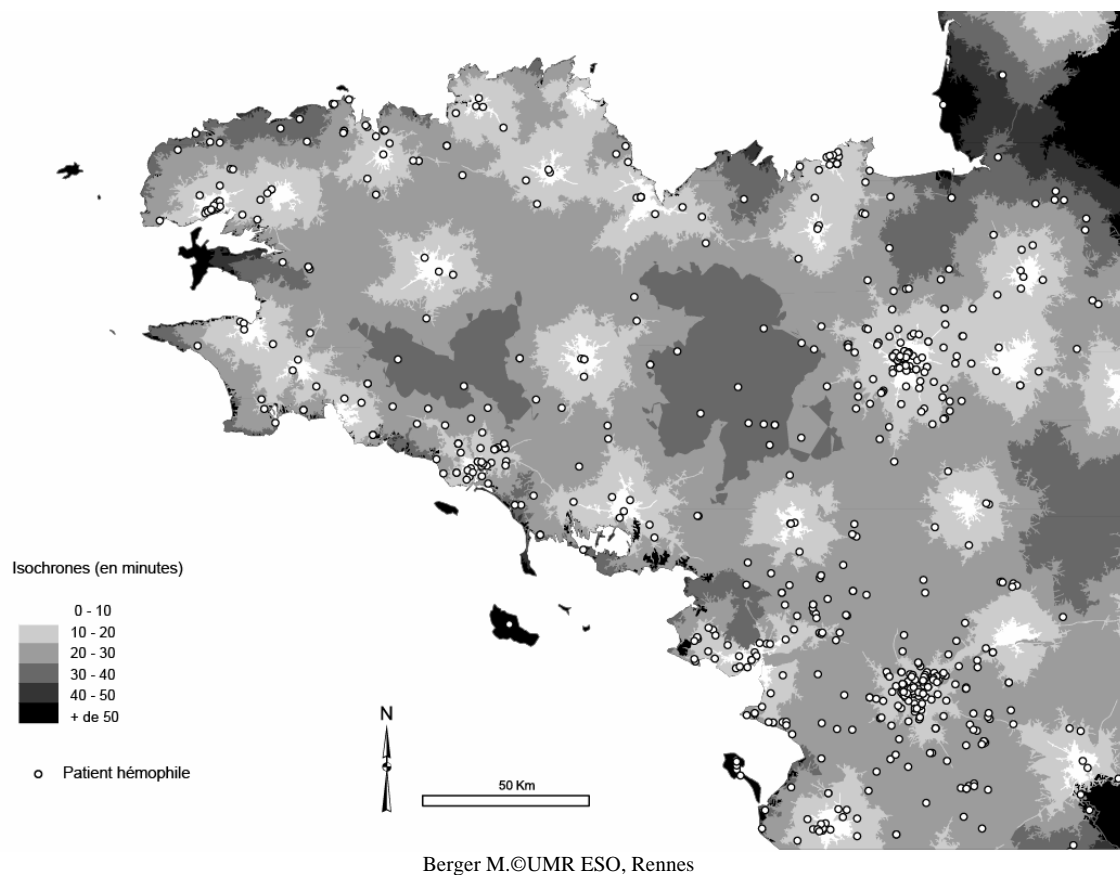 Isochrones (en minutes)
0 - 10
10 - 20
20 - 30
30 - 40
40 - 50
+ de 50
Patient hémophile
N
50 Km
Berger M.©UMR ESO, Rennes